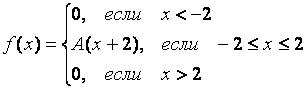 0, если x < −2
f(x) = { A(x + 2), если − 2 ≤ x ≤ 2
0, если x > 2